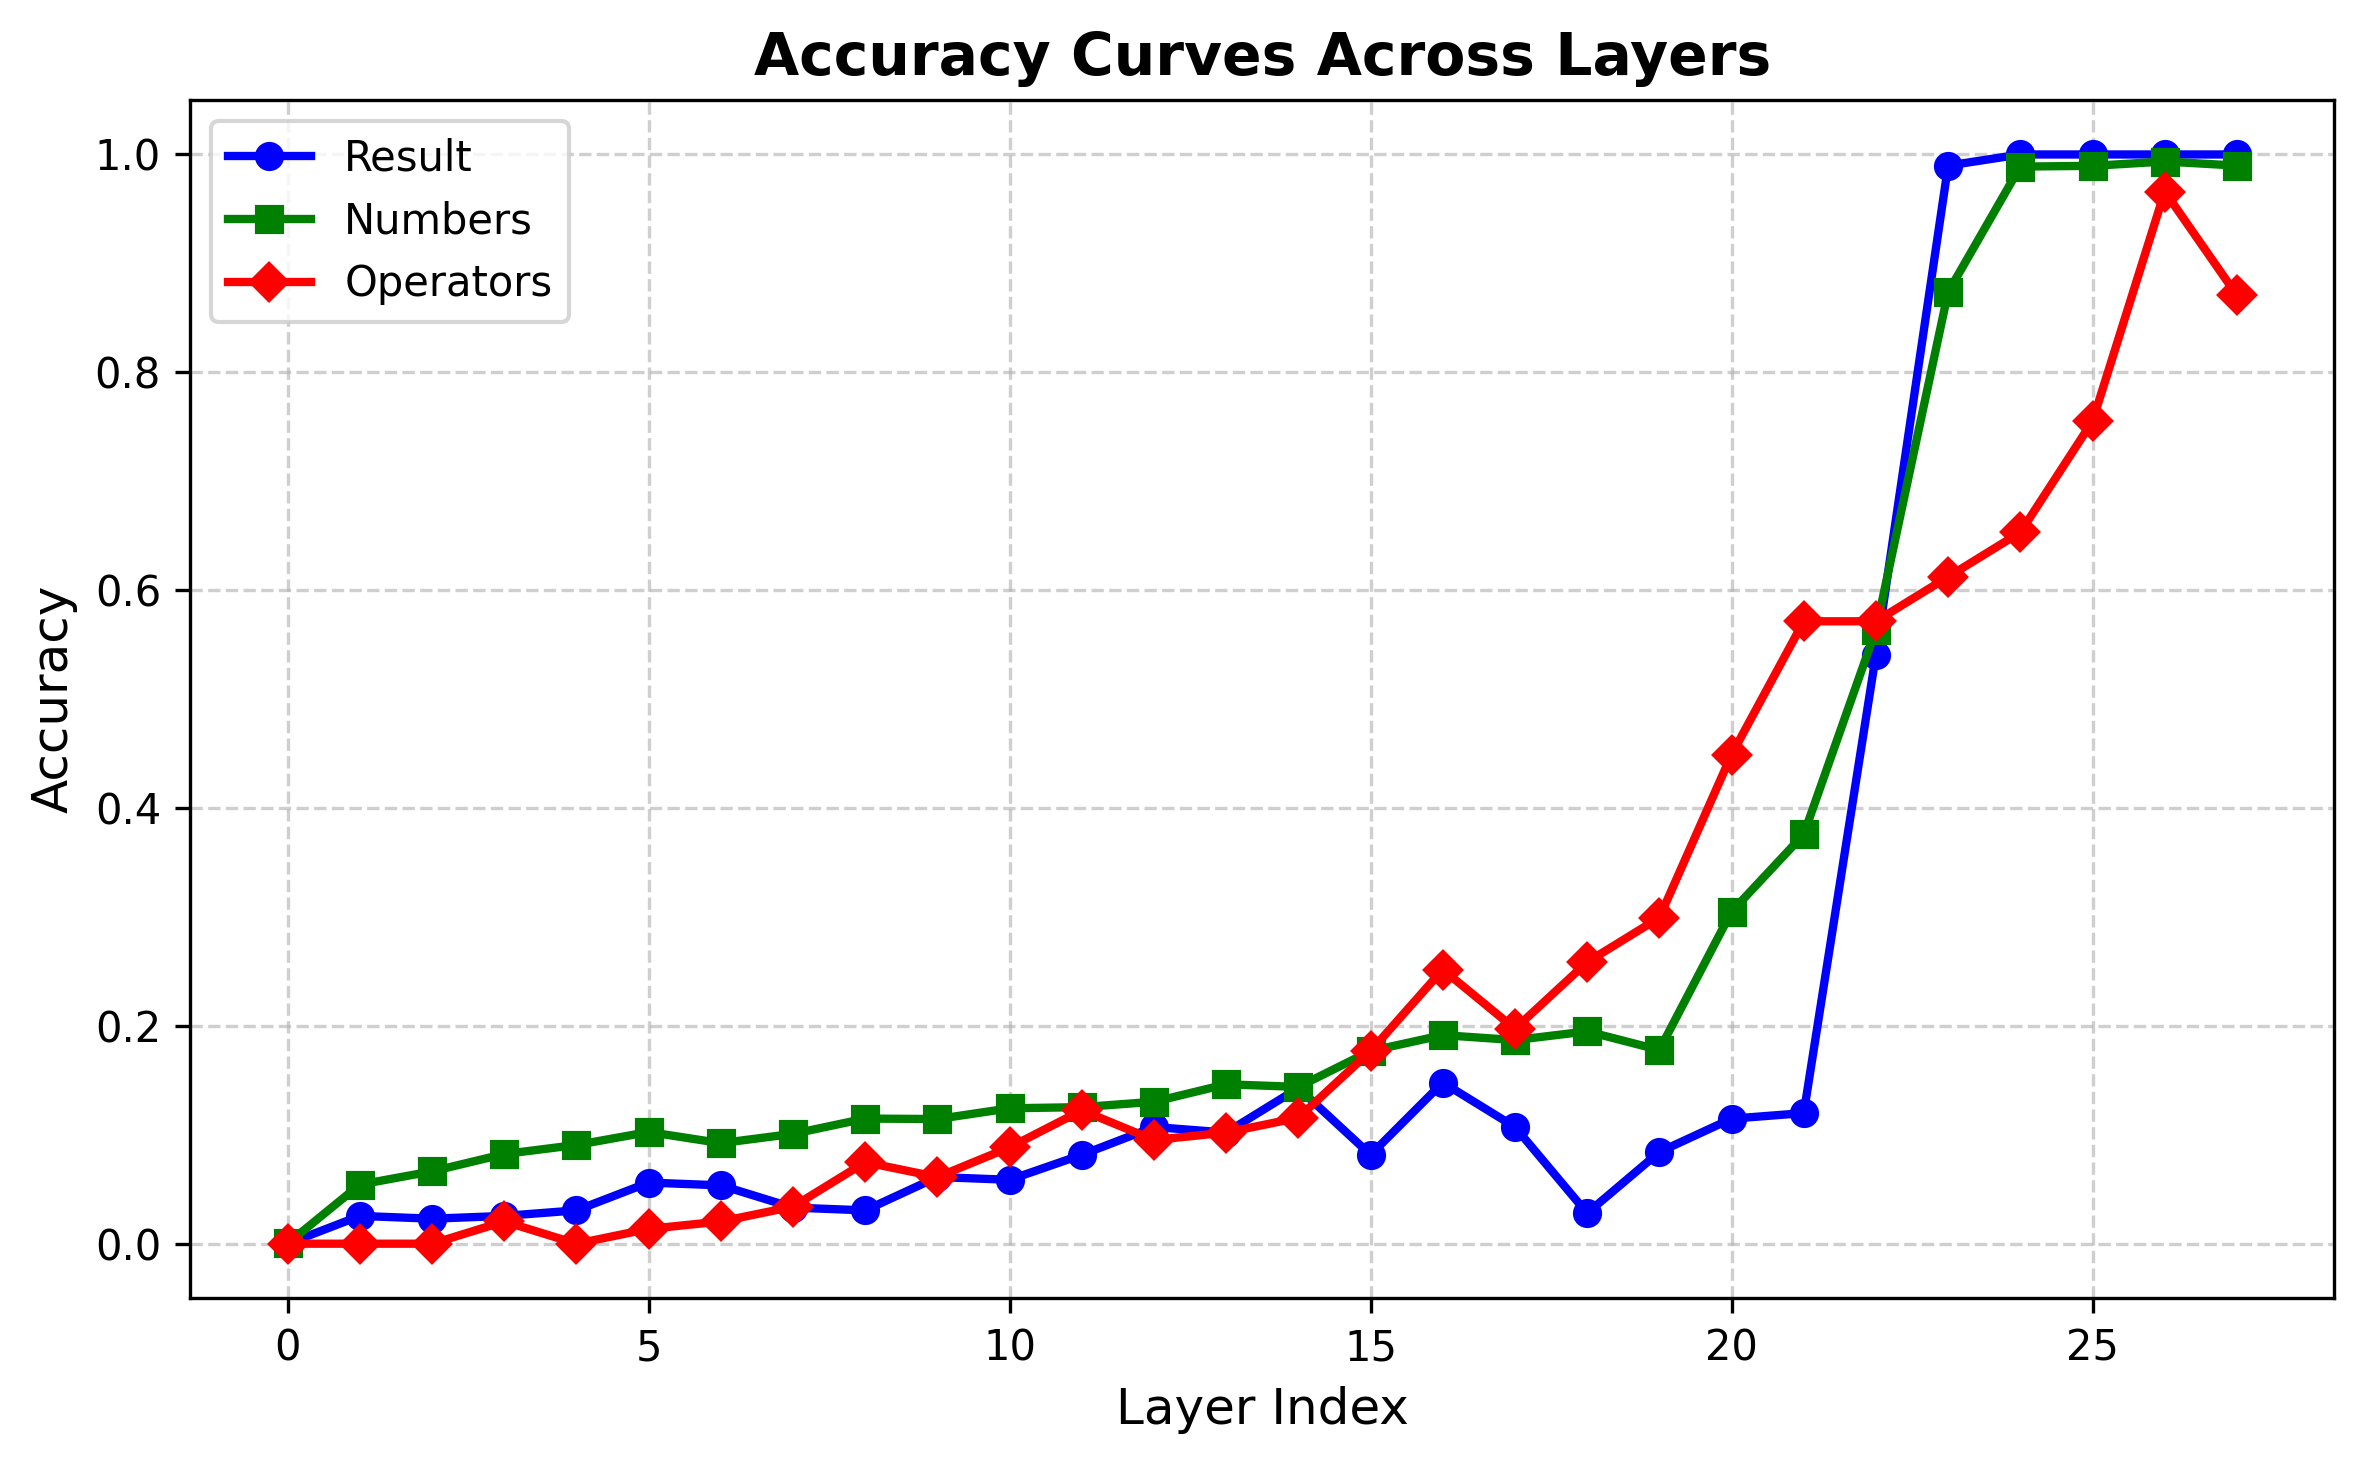 Accuracy Curves Across Layers
Result
Numbers
Operators
1.0
0.8
0.6
0.4
0.2
0.0
Accuracy
0 5 10 15 20 25
Layer Index